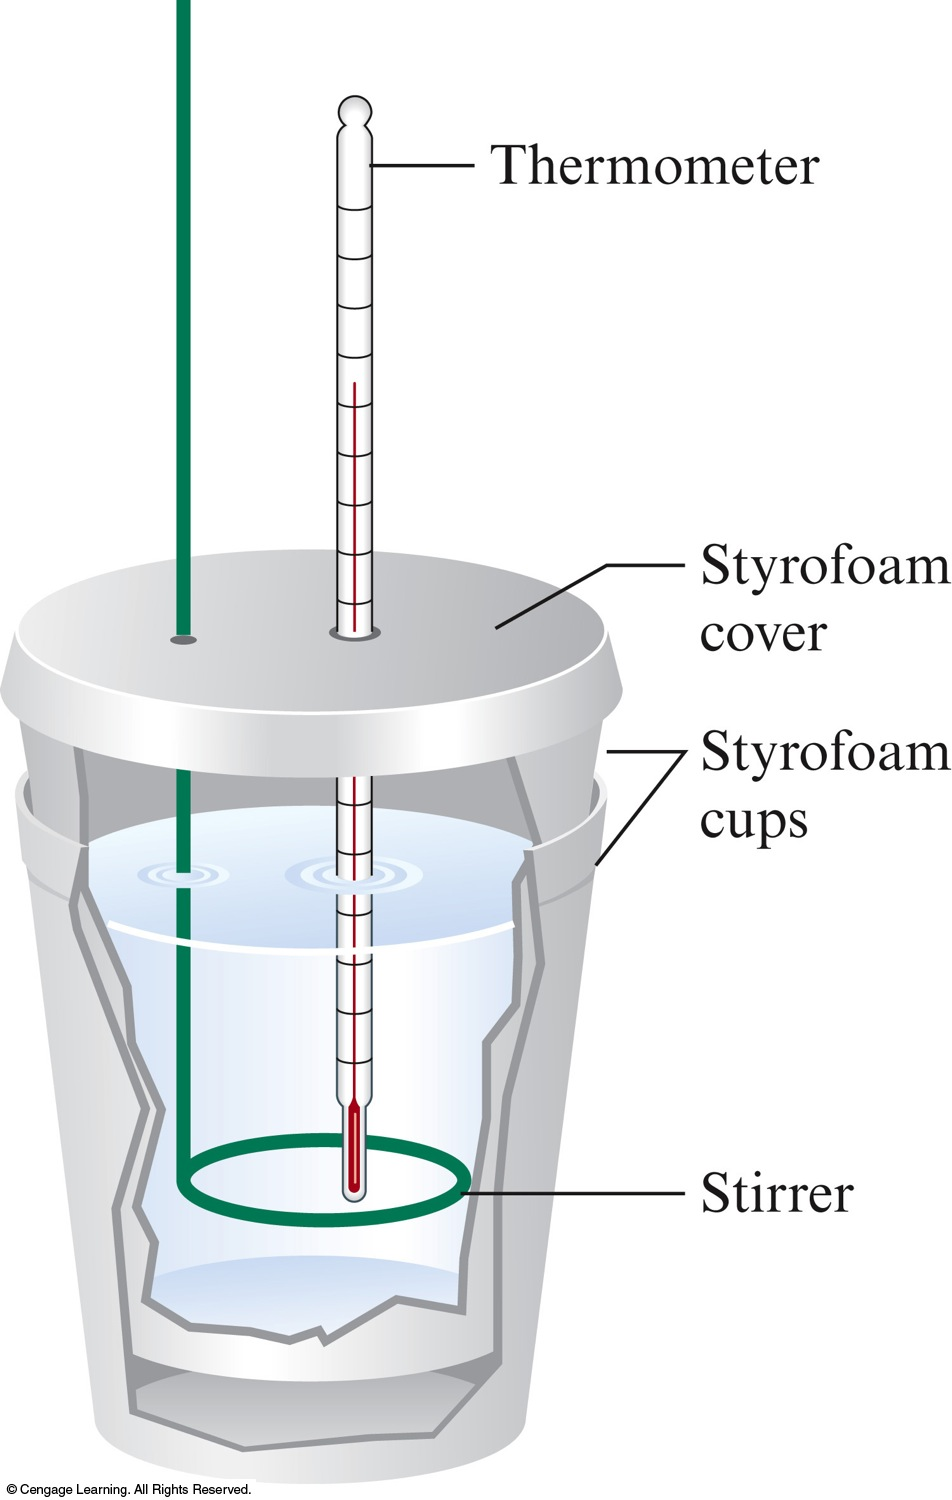 Thermometer
Styrofoam
cover
Styrofoam
cups
Stirrer
© Cengage Learning. All Rights Reserved.